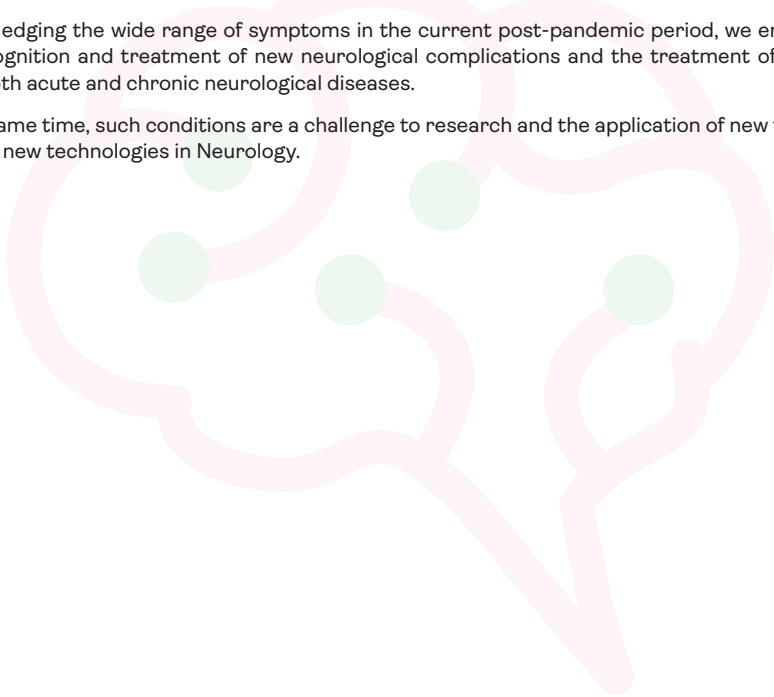 edging the wide range of symptoms in the current post-pandemic period, we er
ognition and treatment of new neurological complications and the treatment of
th acute and chronic neurological diseases.
ame time, such conditions are a challenge to research and the application of new
new technologies in Neurology.